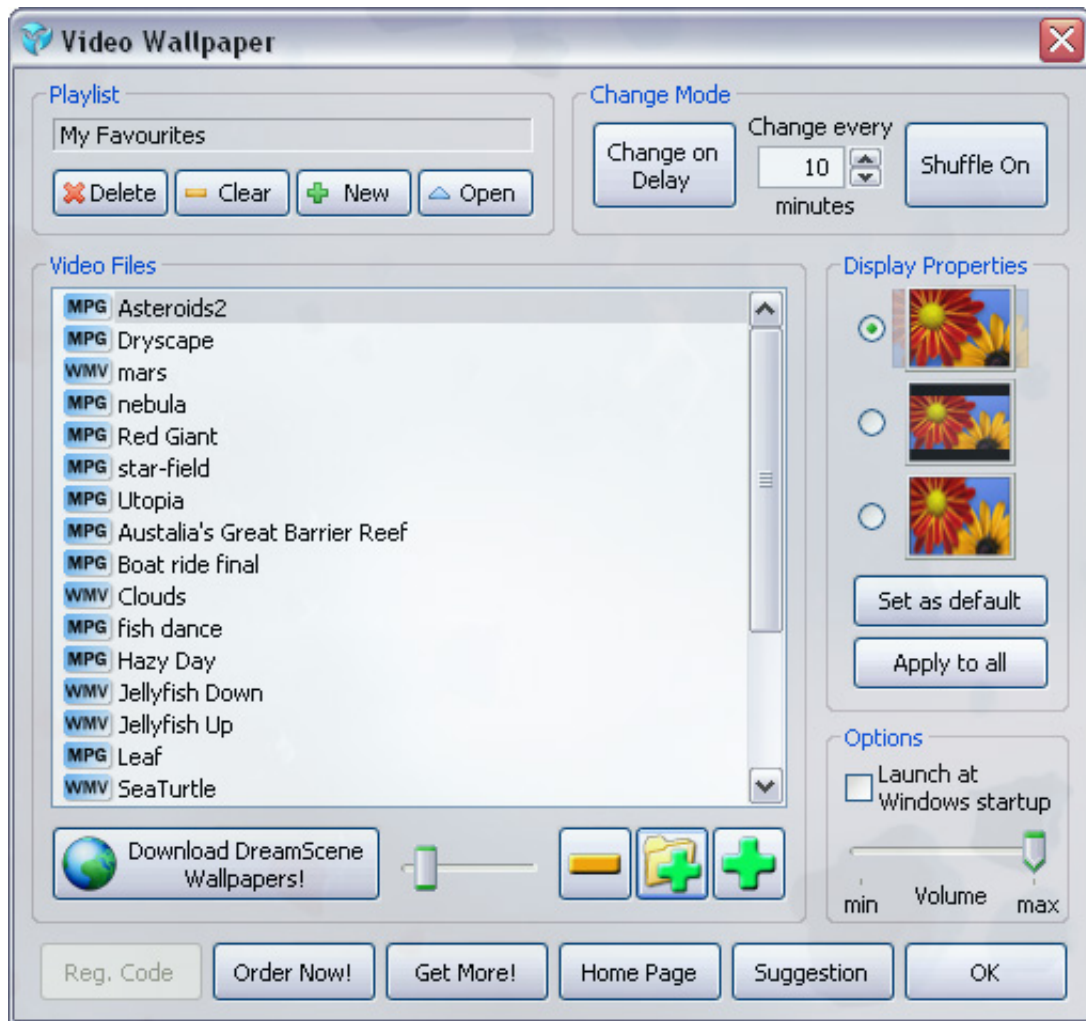 Video Wallpaper
Playlist
My Favourites
Delete
Clear
New
Open
Change Mode
Change on
Delay
Change every
10
minutes
Shuffle On
Video Files
MPG Asteroids2
MPG Dryscape
WMV mars
MPG nebula
MPG Red Giant
MPG star-field
MPG Utopia
MPG Austalia's Great Barrier Reef
MPG Boat ride final
WMV Clouds
MPG fish dance
MPG Hazy Day
WMV Jellyfish Down
WMV Jellyfish Up
MPG Leaf
WMV SeaTurtle
Download DreamScene
Wallpapers!
Display Properties
Set as default
Apply to all
Options
Launch at
Windows startup
min Volume max
Reg. Code
Order Now!
Get More!
Home Page
Suggestion
OK